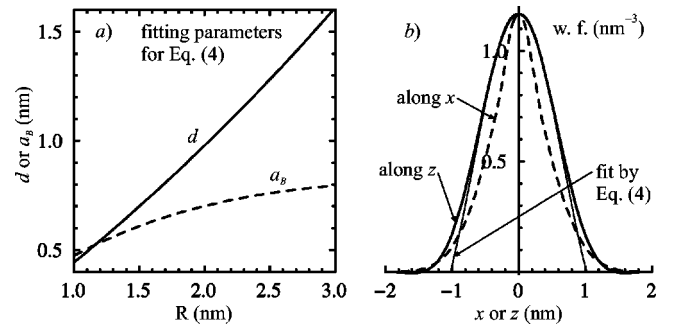 a)
fitting parameters
for Eq. (4)
d
a_B
d or a_B (nm)
1.5
1.0
0.5
1.0 1.5 2.0 2.5 3.0
R (nm)
b)
w. f. (nm⁻³)
1.0
along x
0.5
along z
fit by
Eq. (4)
−2 −1 0 1 2
x or z (nm)